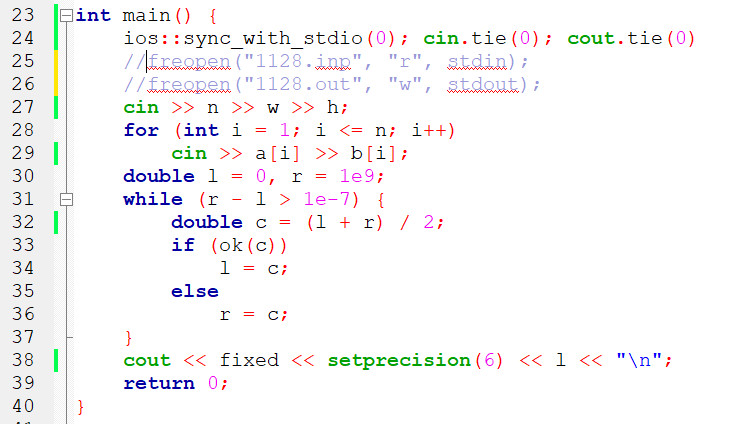 23 int main() {
24 ios::sync_with_stdio(0); cin.tie(0); cout.tie(0)
25 //freopen("1128.inp", "r", stdin);
26 //freopen("1128.out", "w", stdout);
27 cin >> n >> w >> h;
28 for (int i = 1; i <= n; i++)
29 cin >> a[i] >> b[i];
30 double l = 0, r = 1e9;
31 while (r - l > 1e-7) {
32 double c = (l + r) / 2;
33 if (ok(c))
34 l = c;
35 else
36 r = c;
37 }
38 cout << fixed << setprecision(6) << l << "\n";
39 return 0;
40 }